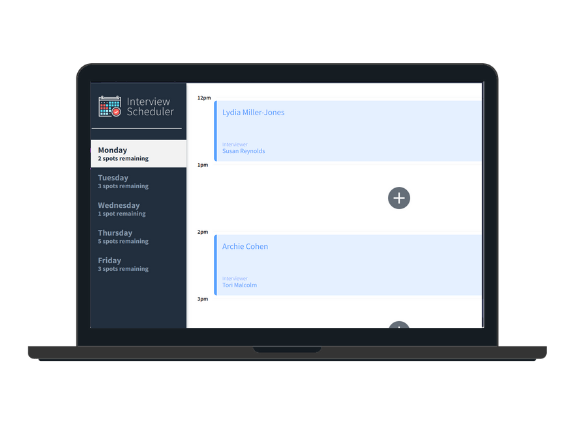 Interview
Scheduler
Monday
2 spots remaining
Tuesday
3 spots remaining
Wednesday
1 spot remaining
Thursday
5 spots remaining
Friday
3 spots remaining
12pm
Lydia Miller-Jones
Interviewer
Susan Reynolds
1pm
2pm
Archie Cohen
Interviewer
Tori Malcolm
3pm